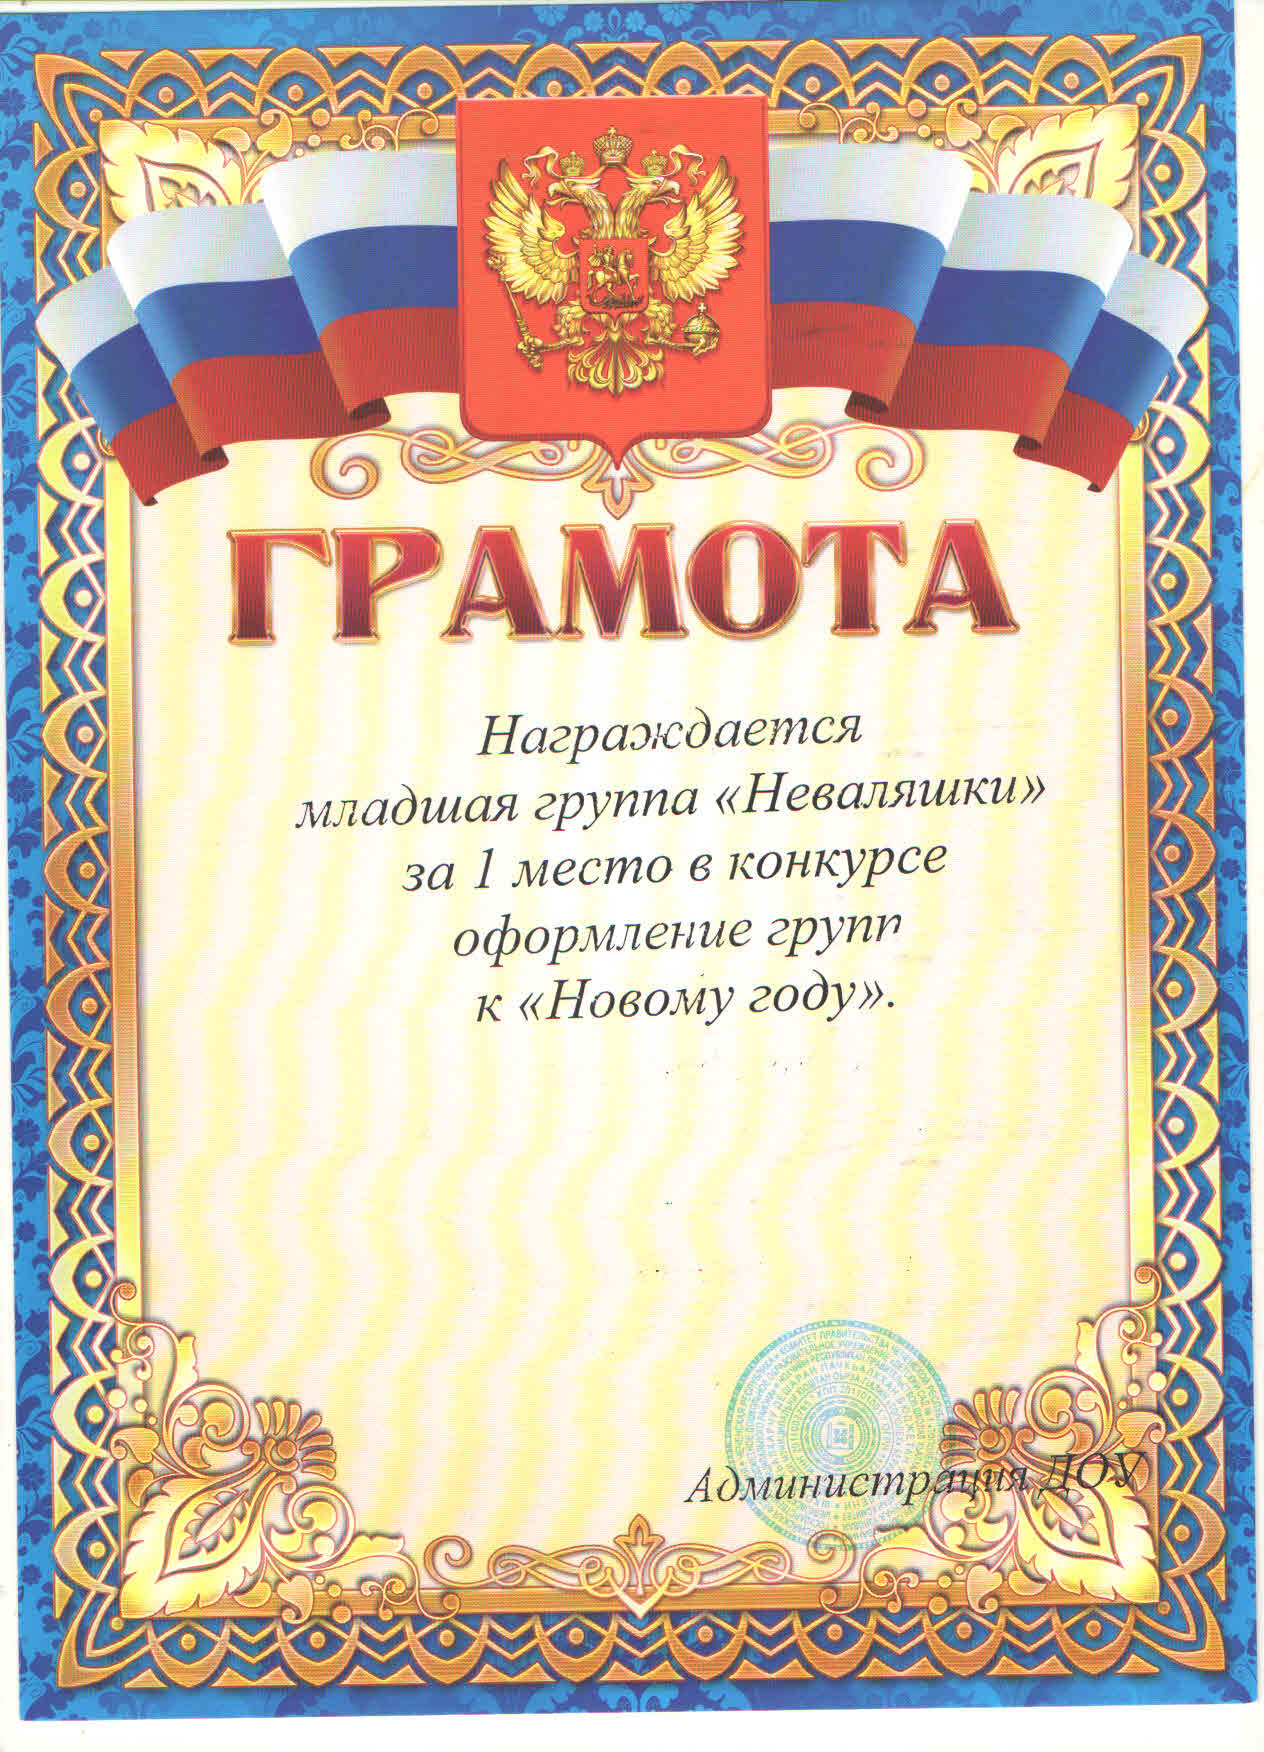 ГРАМОТА
Награждается
младшая группа «Неваляшки»
за 1 место в конкурсе
оформление групп
к «Новому году».
Администрация ДОУ